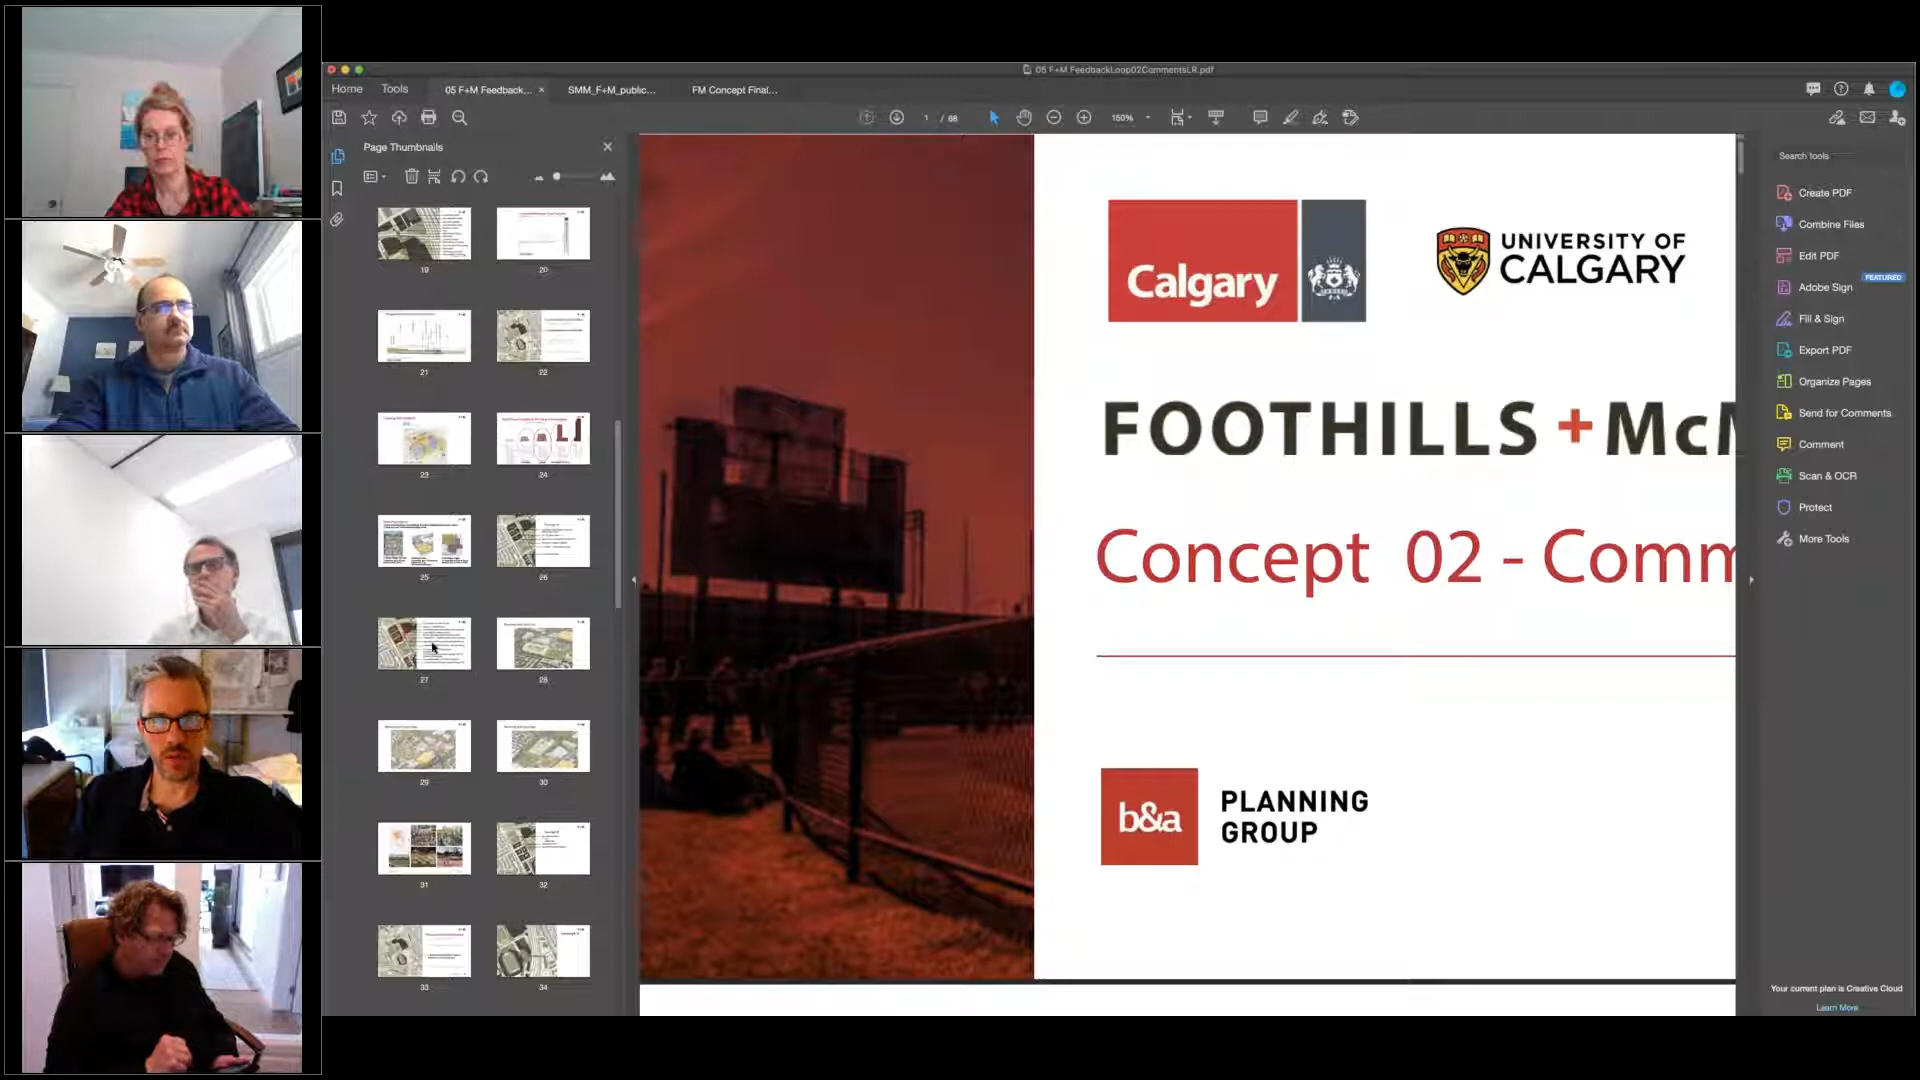 05 F+M FeedbackLoop02CommentsLR.pdf
Home
Tools
05 F+M Feedback...
SMM_F+M_public...
FM Concept Final...
1 / 68
150%
Page Thumbnails
19
20
21
22
23
24
25
26
27
28
29
30
31
32
33
34
Calgary
UNIVERSITY OF
CALGARY
FOOTHILLS + McM
Concept 02 - Comm
b&a
PLANNING
GROUP
Search tools
Create PDF
Combine Files
Edit PDF
FEATURED
Adobe Sign
Fill & Sign
Export PDF
Organize Pages
Send for Comments
Comment
Scan & OCR
Protect
More Tools
Your current plan is Creative Cloud
Learn More